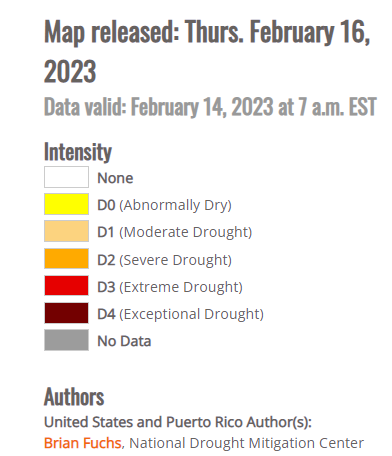 Map released: Thurs. February 16,
2023
Data valid: February 14, 2023 at 7 a.m. EST
Intensity
None
D0 (Abnormally Dry)
D1 (Moderate Drought)
D2 (Severe Drought)
D3 (Extreme Drought)
D4 (Exceptional Drought)
No Data
Authors
United States and Puerto Rico Author(s):
Brian Fuchs, National Drought Mitigation Center